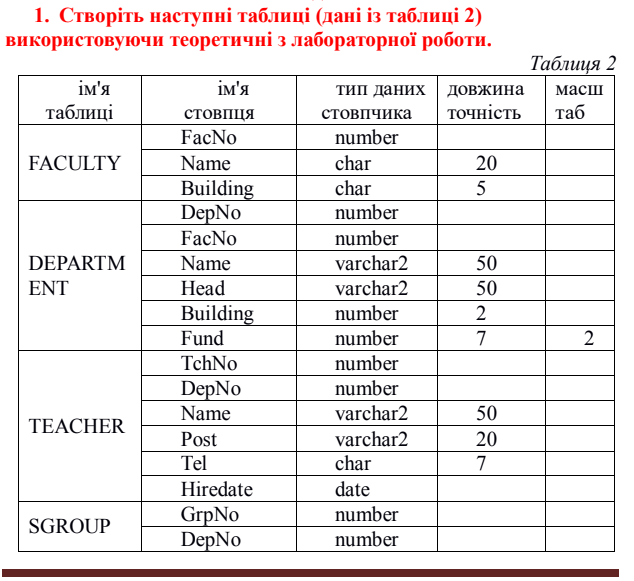 1. Створіть наступні таблиці (дані із таблиці 2)
використовуючи теоретичні з лабораторної роботи.
Таблиця 2
ім'я таблиці ім'я стовпця тип даних стовпчика довжина точність масш таб
FACULTY FacNo number
Name char 20
Building char 5
DEPARTM ENT DepNo number
FacNo number
Name varchar2 50
Head varchar2 50
Building number 2
Fund number 7 2
TEACHER TchNo number
DepNo number
Name varchar2 50
Post varchar2 20
Tel char 7
Hiredate date
SGROUP GrpNo number
DepNo number